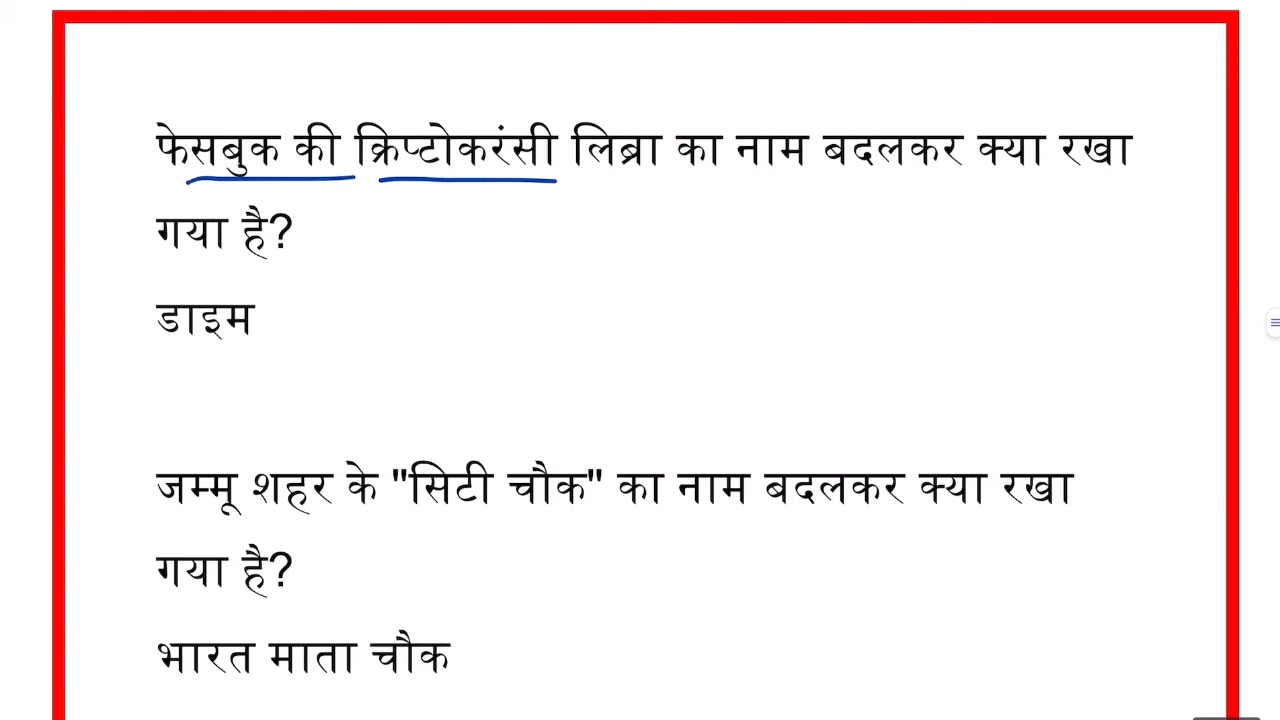 फेसबुक की क्रिप्टोकरंसी लिब्रा का नाम बदलकर क्या रखा
गया है?
डाइम
जम्मू शहर के "सिटी चौक" का नाम बदलकर क्या रखा
गया है?
भारत माता चौक